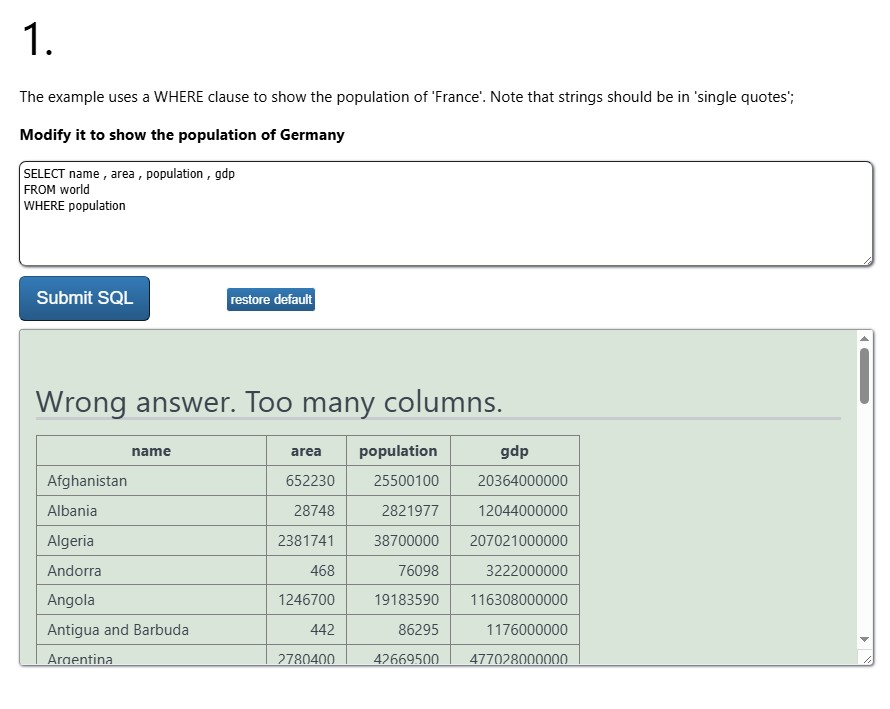 1.
The example uses a WHERE clause to show the population of 'France'. Note that strings should be in 'single quotes';
Modify it to show the population of Germany
SELECT name , area , population , gdp
FROM world
WHERE population
Submit SQL restore default
Wrong answer. Too many columns.
name area population gdp
Afghanistan 652230 25500100 20364000000
Albania 28748 2821977 12044000000
Algeria 2381741 38700000 207021000000
Andorra 468 76098 3222000000
Angola 1246700 19183590 116308000000
Antigua and Barbuda 442 86295 1176000000
Argentina 2780400 42669500 477028000000